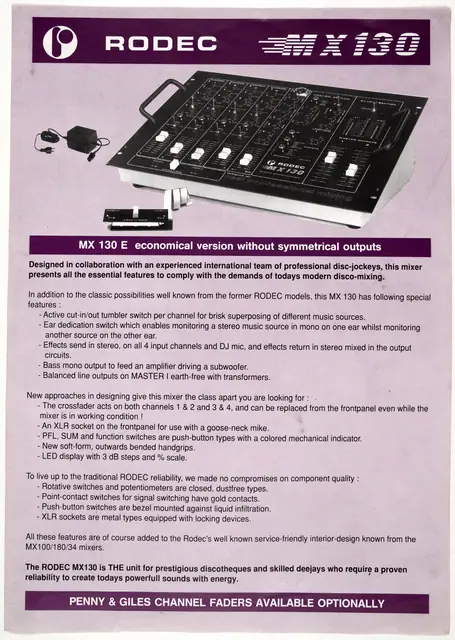 RODEC MX130
RODEC
MX130
MX 130 E economical version without symmetrical outputs
Designed in collaboration with an experienced international team of professional disc-jockeys, this mixer
presents all the essential features to comply with the demands of todays modern disco-mixing.
In addition to the classic possibilities well known from the former RODEC models, this MX 130 has following special
features :
- Active cut-in/out tumbler switch per channel for brisk superposing of different music sources.
- Ear dedication switch which enables monitoring a stereo music source in mono on one ear whilst monitoring
another source on the other ear.
- Effects send in stereo, on all 4 input channels and DJ mic, and effects return in stereo mixed in the output
circuits.
- Bass mono output to feed an amplifier driving a subwoofer.
- Balanced line outputs on MASTER I earth-free with transformers.
New approaches in designing give this mixer the class apart you are looking for :
- The crossfader acts on both channels 1 & 2 and 3 & 4, and can be replaced from the frontpanel even while the
mixer is in working condition !
- An XLR socket on the frontpanel for use with a goose-neck mike.
- PFL, SUM and function switches are push-button types with a colored mechanical indicator.
- New soft-form, outwards bended handgrips.
- LED display with 3 dB steps and % scale.
To live up to the traditional RODEC reliability, we made no compromises on component quality :
- Rotative switches and potentiometers are closed, dustfree types.
- Point-contact switches for signal switching have gold contacts.
- Push-button switches are bezel mounted against liquid infiltration.
- XLR sockets are metal types equipped with locking devices.
All these features are of course added to the Rodec's well known service-friendly interior-design known from the
MX100/180/34 mixers.
The RODEC MX130 is THE unit for prestigious discotheques and skilled deejays who require a proven
reliability to create todays powerfull sounds with energy.
PENNY & GILES CHANNEL FADERS AVAILABLE OPTIONALLY